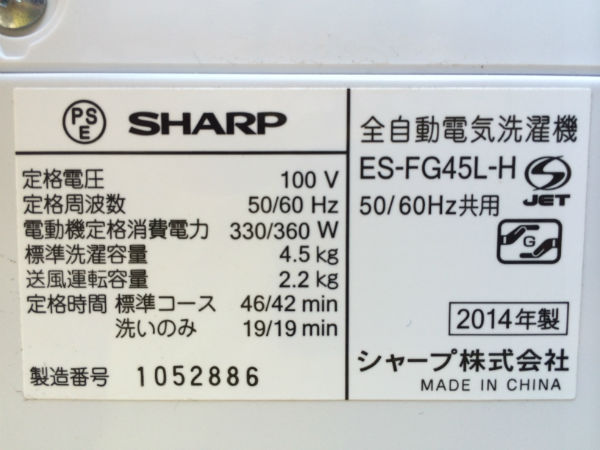 PSE SHARP
定格電圧 100 V
定格周波数 50/60 Hz
電動機定格消費電力 330/360 W
標準洗濯容量 4.5 kg
送風運転容量 2.2 kg
定格時間 標準コース 46/42 min
洗いのみ 19/19 min
製造番号 1052886
全自動電気洗濯機
ES-FG45L-H
50/60Hz共用
S JET
G
2014年製
シャープ株式会社
MADE IN CHINA